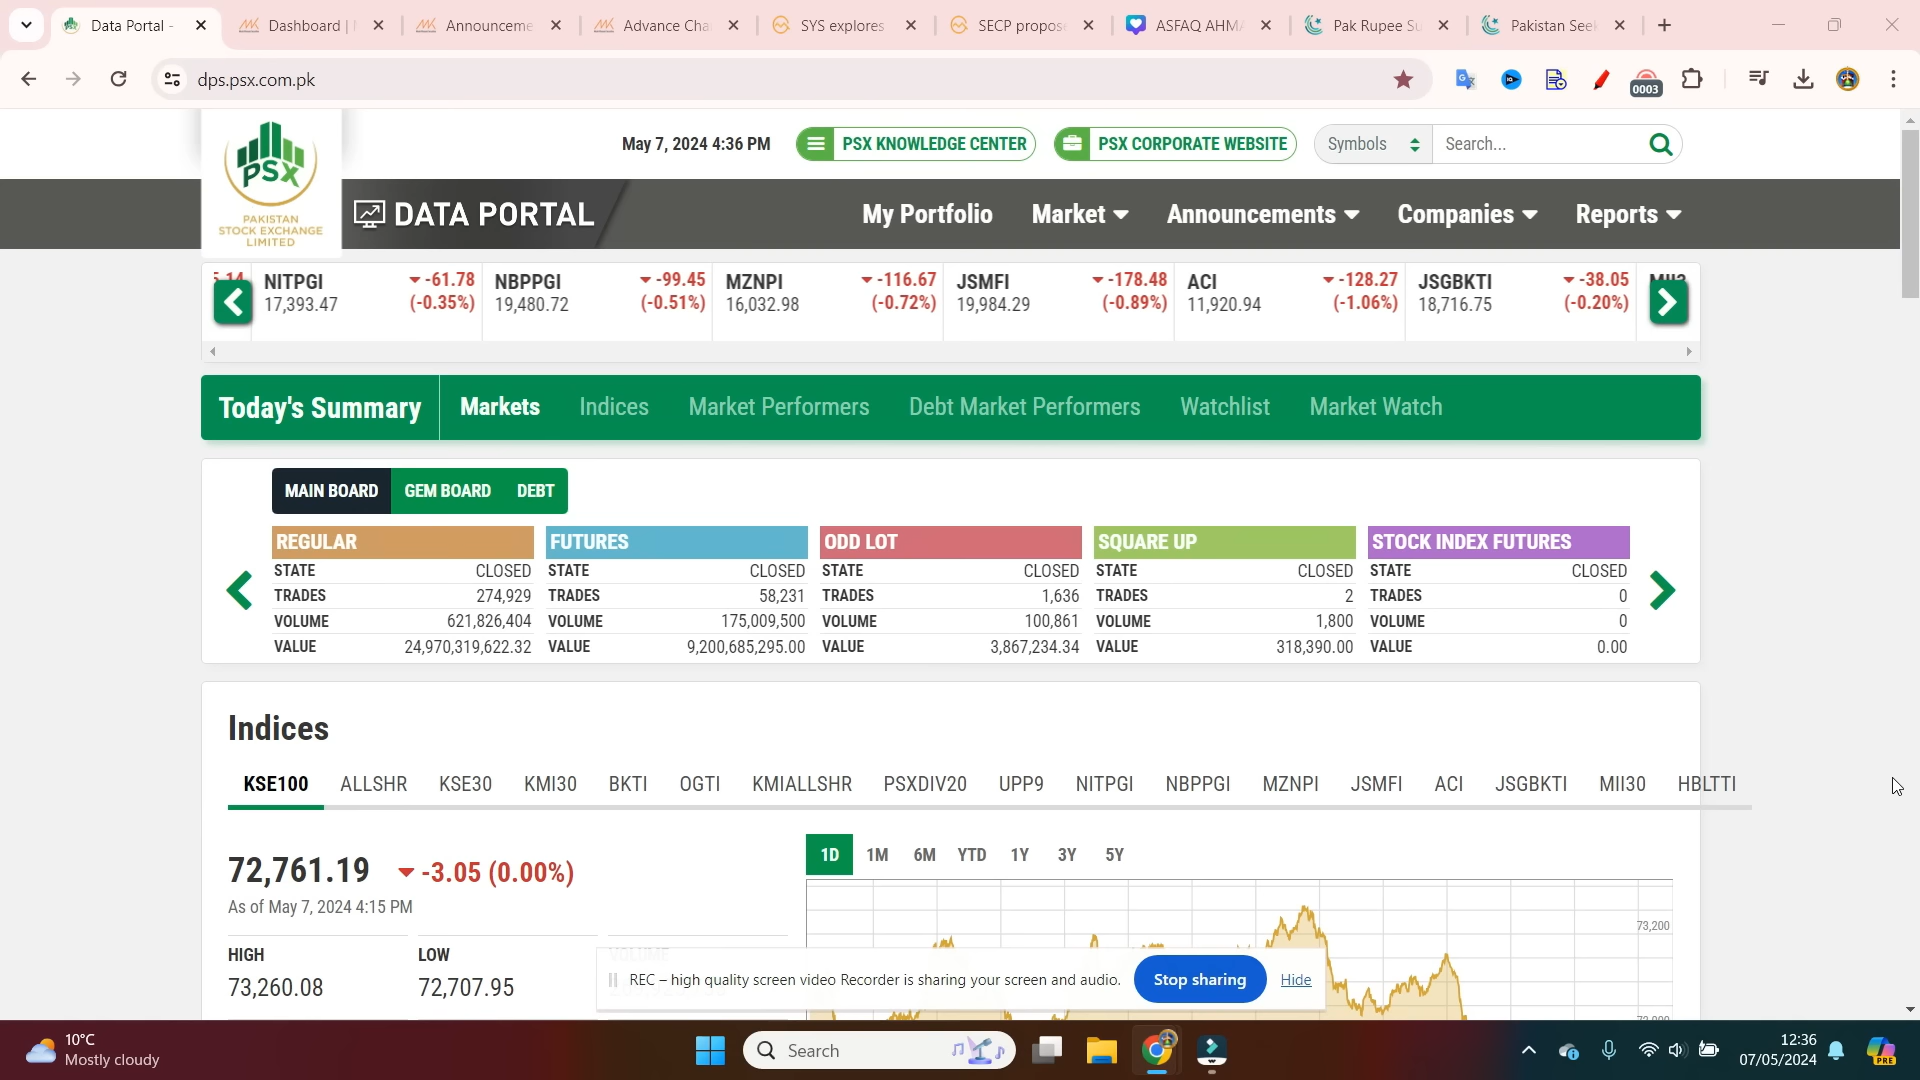 Data Portal -
Dashboard |
Announceme
Advance Cha
SYS explores
SECP propose
ASFAQ AHMA
Pak Rupee Su
Pakistan Seek
dps.psx.com.pk
0003
PSX
PAKISTAN
STOCK EXCHANGE
LIMITED
May 7, 2024 4:36 PM
PSX KNOWLEDGE CENTER
PSX CORPORATE WEBSITE
Symbols
Search...
DATA PORTAL
My Portfolio
Market
Announcements
Companies
Reports
NITPGI -61.78
17,393.47 (-0.35%)
NBPPGI -99.45
19,480.72 (-0.51%)
MZNPI -116.67
16,032.98 (-0.72%)
JSMFI -178.48
19,984.29 (-0.89%)
ACI -128.27
11,920.94 (-1.06%)
JSGBKTI -38.05
18,716.75 (-0.20%)
Today's Summary
Markets
Indices
Market Performers
Debt Market Performers
Watchlist
Market Watch
MAIN BOARD
GEM BOARD
DEBT
REGULAR
STATE CLOSED
TRADES 274,929
VOLUME 621,826,404
VALUE 24,970,319,622.32
FUTURES
STATE CLOSED
TRADES 58,231
VOLUME 175,009,500
VALUE 9,200,685,295.00
ODD LOT
STATE CLOSED
TRADES 1,636
VOLUME 100,861
VALUE 3,867,234.34
SQUARE UP
STATE CLOSED
TRADES 2
VOLUME 1,800
VALUE 318,390.00
STOCK INDEX FUTURES
STATE CLOSED
TRADES 0
VOLUME 0
VALUE 0.00
Indices
KSE100 ALLSHR KSE30 KMI30 BKTI OGTI KMIALLSHR PSXDIV20 UPP9 NITPGI NBPPGI MZNPI JSMFI ACI JSGBKTI MII30 HBLTTI
72,761.19 -3.05 (0.00%)
As of May 7, 2024 4:15 PM
HIGH
73,260.08
LOW
72,707.95
1D 1M 6M YTD 1Y 3Y 5Y
73,200
REC – high quality screen video Recorder is sharing your screen and audio.
Stop sharing
Hide
10°C
Mostly cloudy
Search
12:36
07/05/2024
PRE